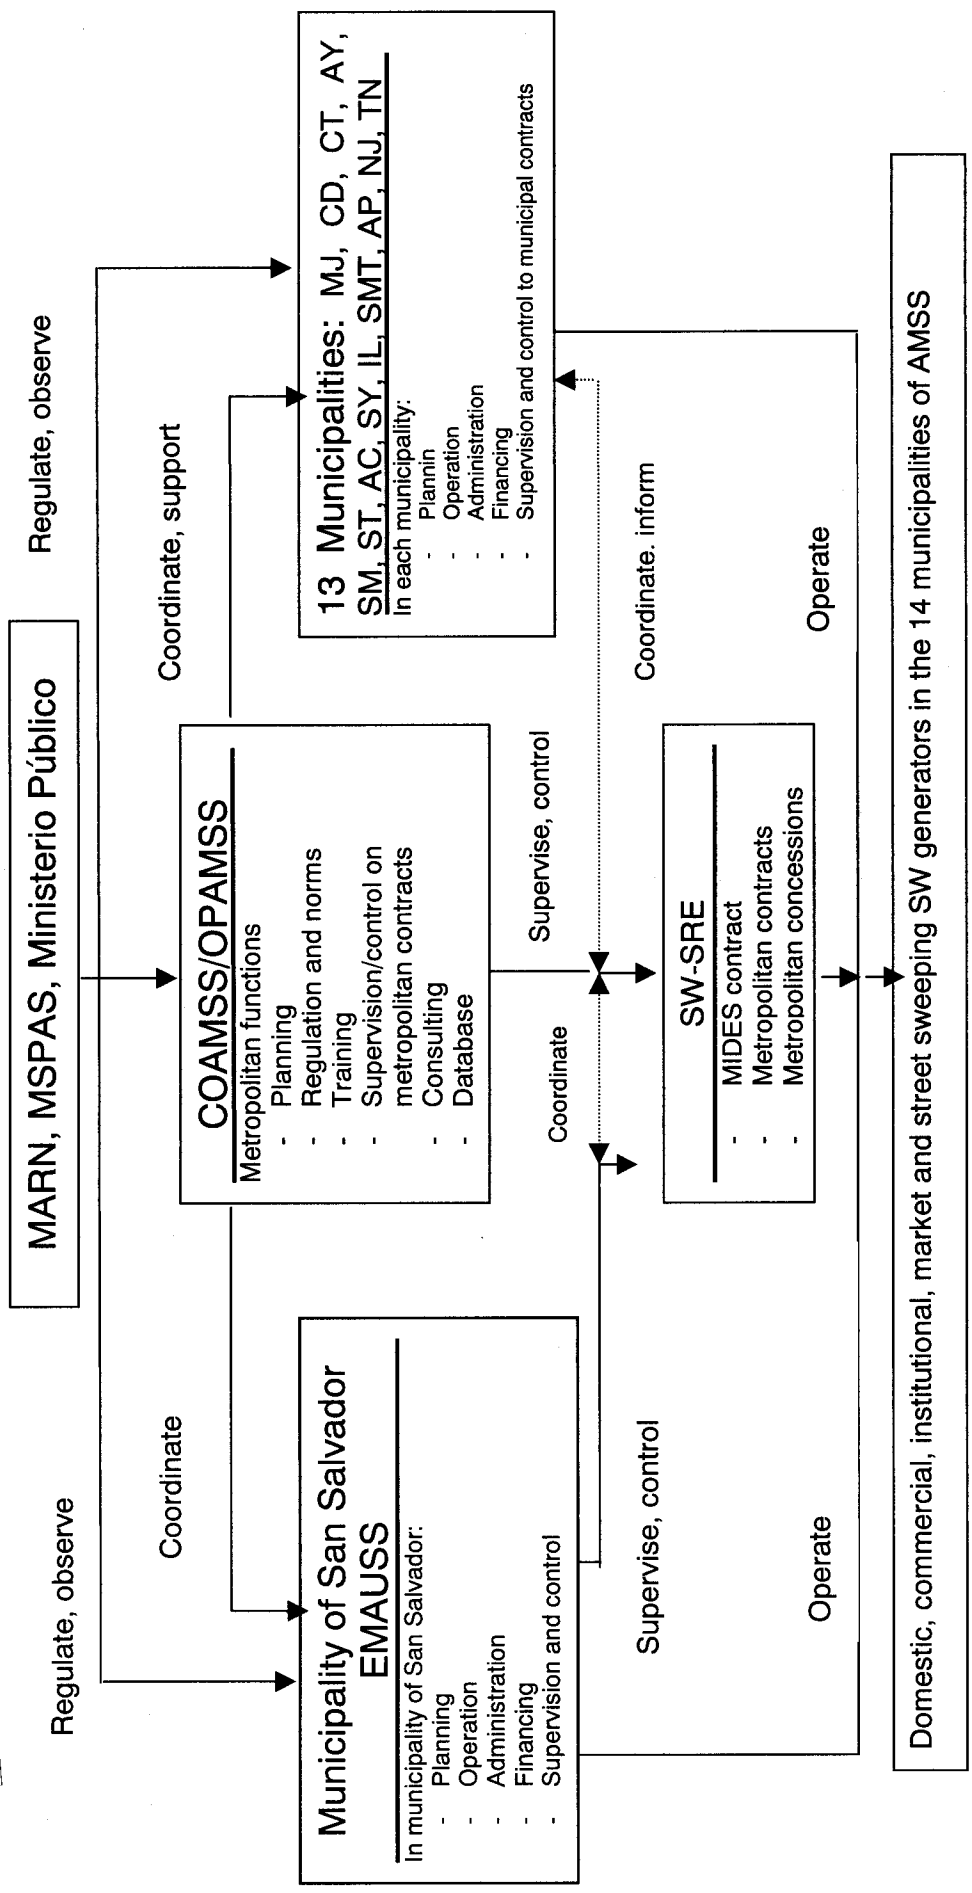 MARN, MSPAS, Ministerio Público
Regulate, observe
Regulate, observe
Coordinate
Coordinate, support
COAMSS/OPAMSS
Metropolitan functions
- Planning
- Regulation and norms
- Training
- Supervision/control on
metropolitan contracts
- Consulting
- Database
Municipality of San Salvador
EMAUSS
In municipality of San Salvador:
- Planning
- Operation
- Administration
- Financing
- Supervision and control
13 Municipalities: MJ, CD, CT, AY,
SM, ST, AC, SY, IL, SMT, AP, NJ, TN
In each municipality:
- Plannin
- Operation
- Administration
- Financing
- Supervision and control to municipal contracts
Coordinate
Supervise, control
Supervise, control
Coordinate. inform
SW-SRE
- MIDES contract
- Metropolitan contracts
- Metropolitan concessions
Operate
Operate
Domestic, commercial, institutional, market and street sweeping SW generators in the 14 municipalities of AMSS